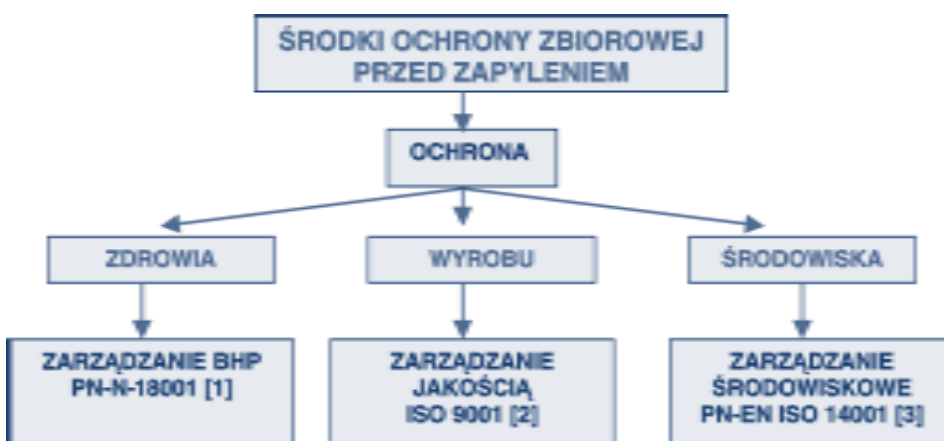 ŚRODKI OCHRONY ZBIOROWEJ
PRZED ZAPYLENIEM
OCHRONA
ZDROWIA
WYROBU
ŚRODOWISKA
ZARZĄDZANIE BHP
PN-N-18001 [1]
ZARZĄDZANIE
JAKOŚCIĄ
ISO 9001 [2]
ZARZĄDZANIE
ŚRODOWISKOWE
PN-EN ISO 14001 [3]